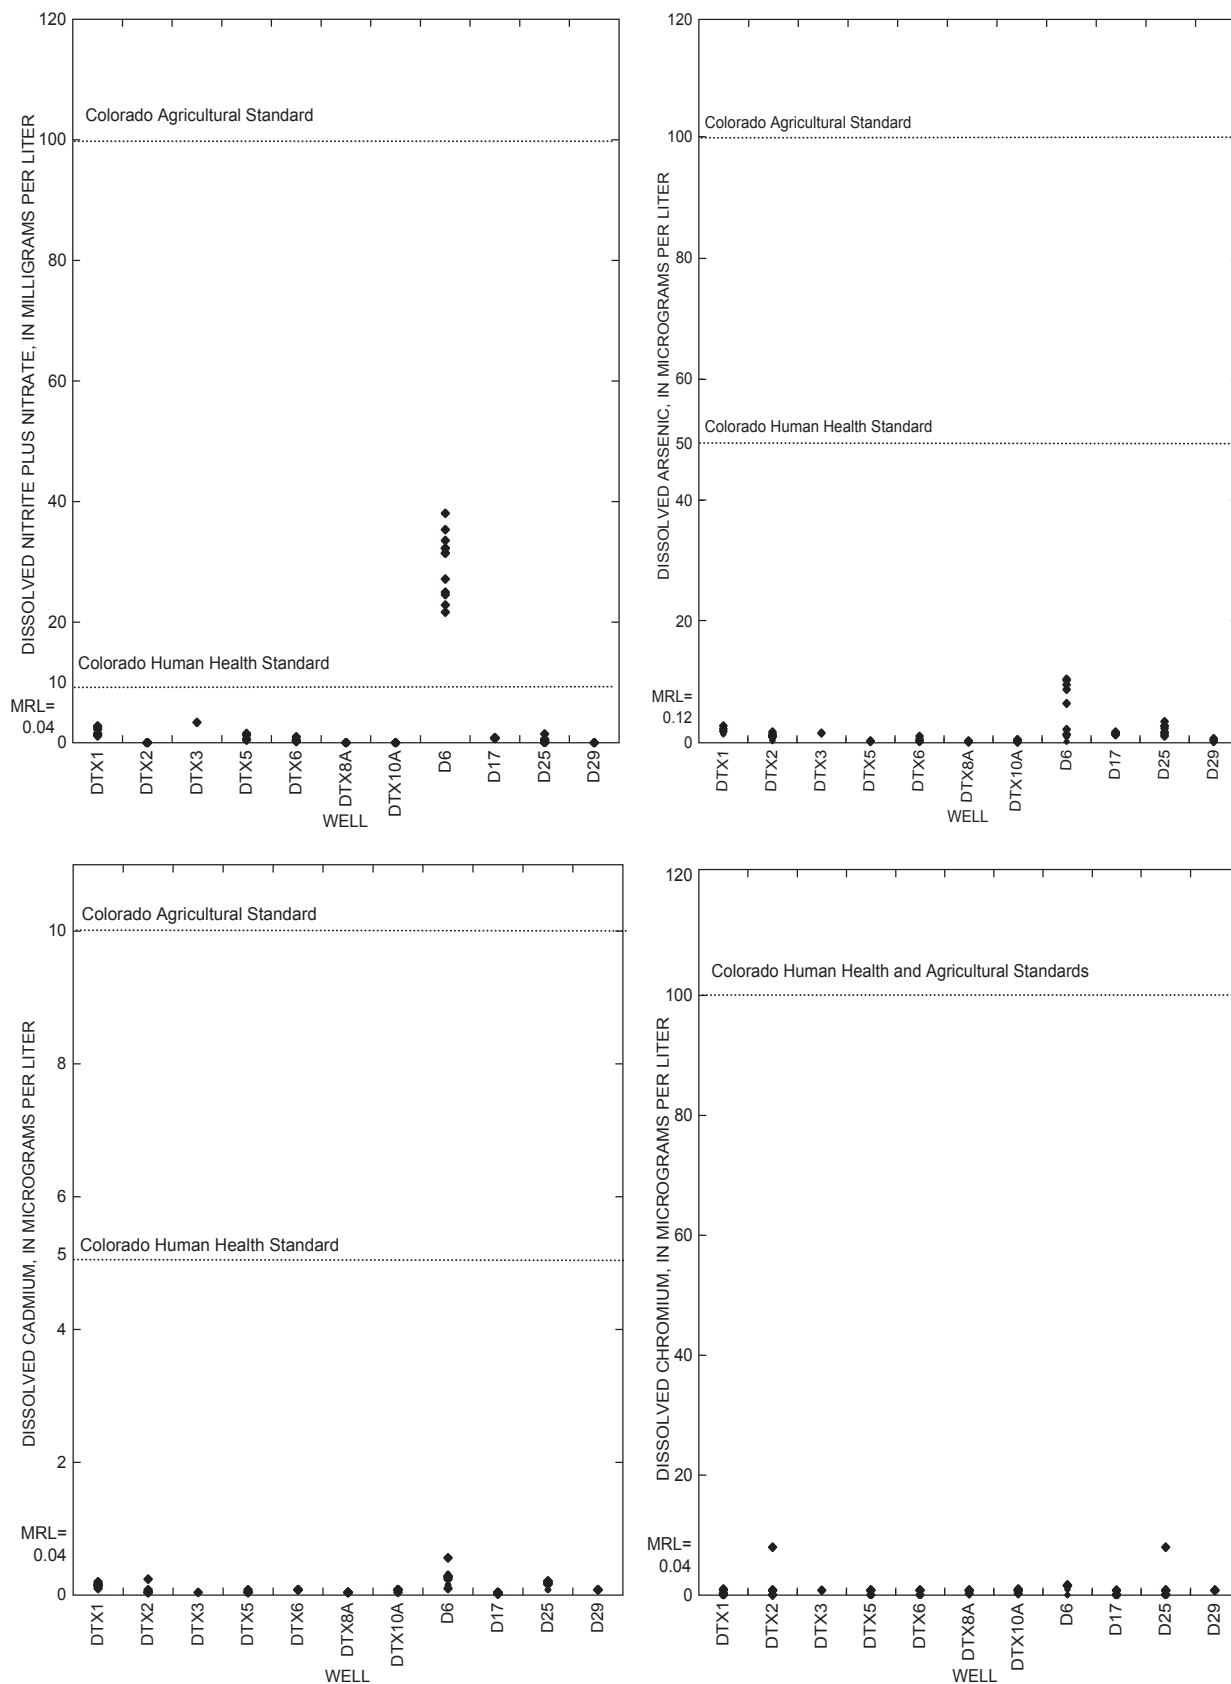 DISSOLVED NITRITE PLUS NITRATE, IN MILLIGRAMS PER LITER
120
Colorado Agricultural Standard
100
80
60
40
20
Colorado Human Health Standard
10
MRL=
0.04
0
DTX1
DTX2
DTX3
DTX5
DTX6
DTX8A
DTX10A
D6
D17
D25
D29
WELL
DISSOLVED ARSENIC, IN MICROGRAMS PER LITER
120
Colorado Agricultural Standard
100
80
60
Colorado Human Health Standard
50
40
20
MRL=
0.12
0
DTX1
DTX2
DTX3
DTX5
DTX6
DTX8A
DTX10A
D6
D17
D25
D29
WELL
DISSOLVED CADMIUM, IN MICROGRAMS PER LITER
Colorado Agricultural Standard
10
8
6
Colorado Human Health Standard
5
4
2
MRL=
0.04
0
DTX1
DTX2
DTX3
DTX5
DTX6
DTX8A
DTX10A
D6
D17
D25
D29
WELL
DISSOLVED CHROMIUM, IN MICROGRAMS PER LITER
120
Colorado Human Health and Agricultural Standards
100
80
60
40
20
MRL=
0.04
0
DTX1
DTX2
DTX3
DTX5
DTX6
DTX8A
DTX10A
D6
D17
D25
D29
WELL